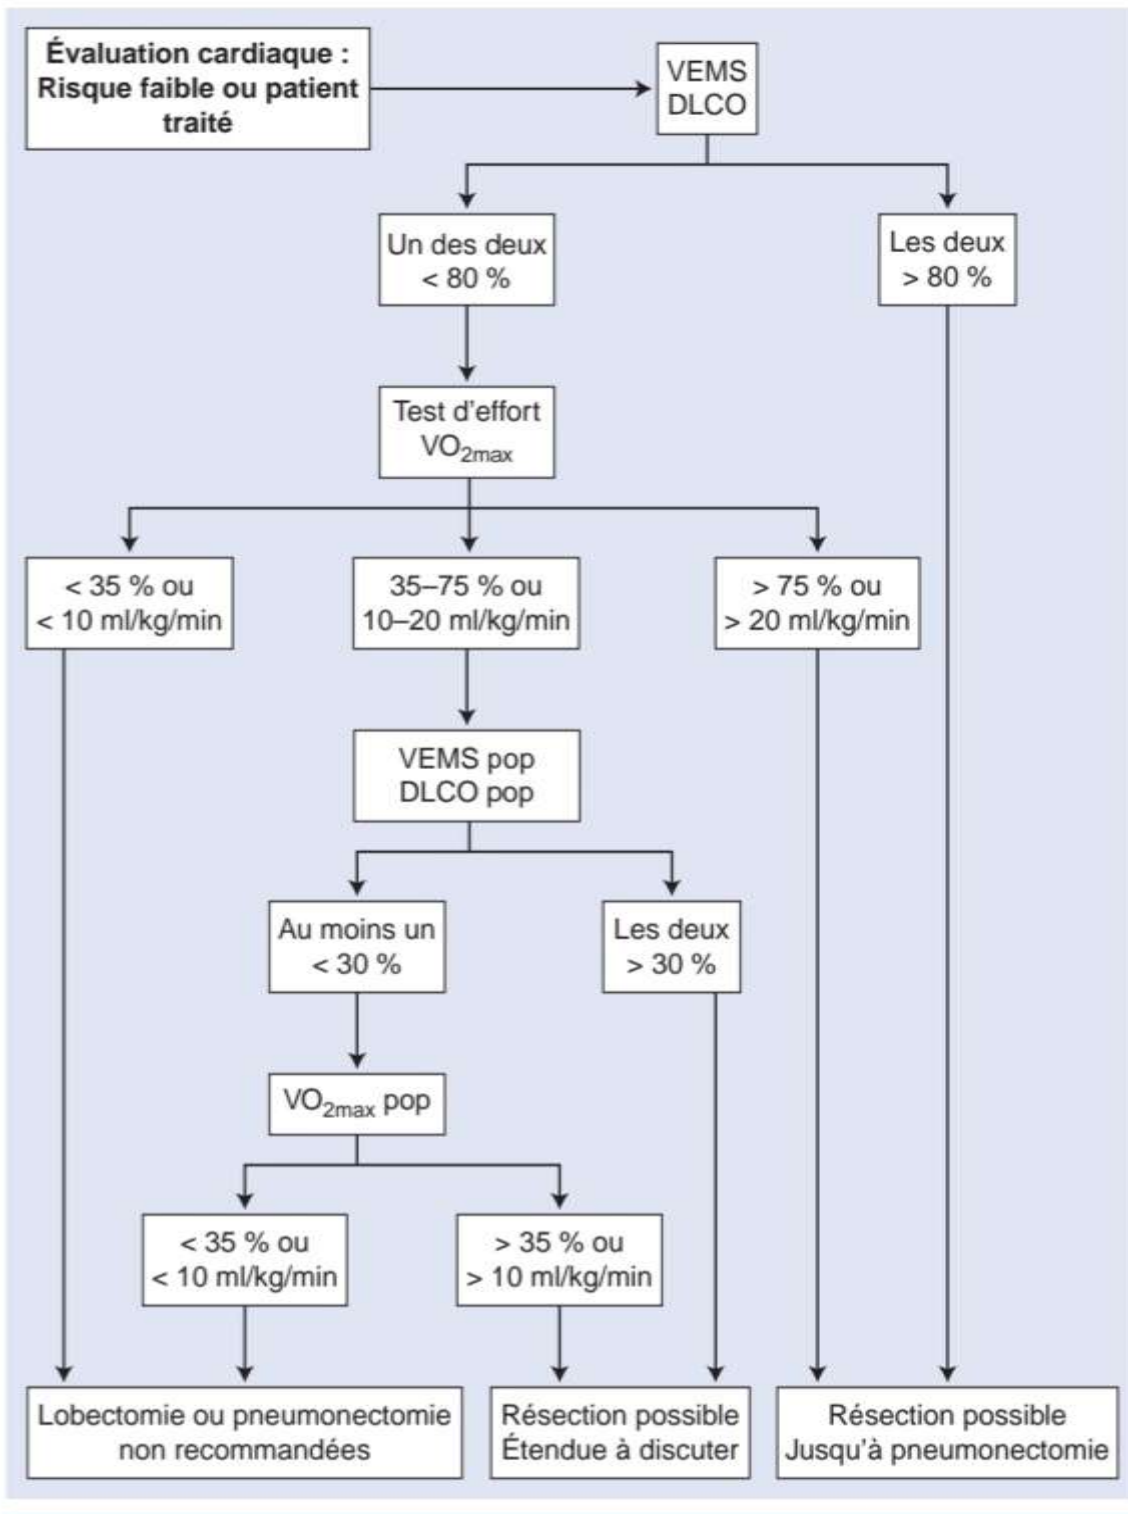 Évaluation cardiaque :
Risque faible ou patient
traité
VEMS
DLCO
Un des deux
< 80 %
Les deux
> 80 %
Test d'effort
VO2max
< 35 % ou
< 10 ml/kg/min
35–75 % ou
10–20 ml/kg/min
> 75 % ou
> 20 ml/kg/min
VEMS pop
DLCO pop
Au moins un
< 30 %
Les deux
> 30 %
VO2max pop
< 35 % ou
< 10 ml/kg/min
> 35 % ou
> 10 ml/kg/min
Lobectomie ou pneumonectomie
non recommandées
Résection possible
Étendue à discuter
Résection possible
Jusqu'à pneumonectomie